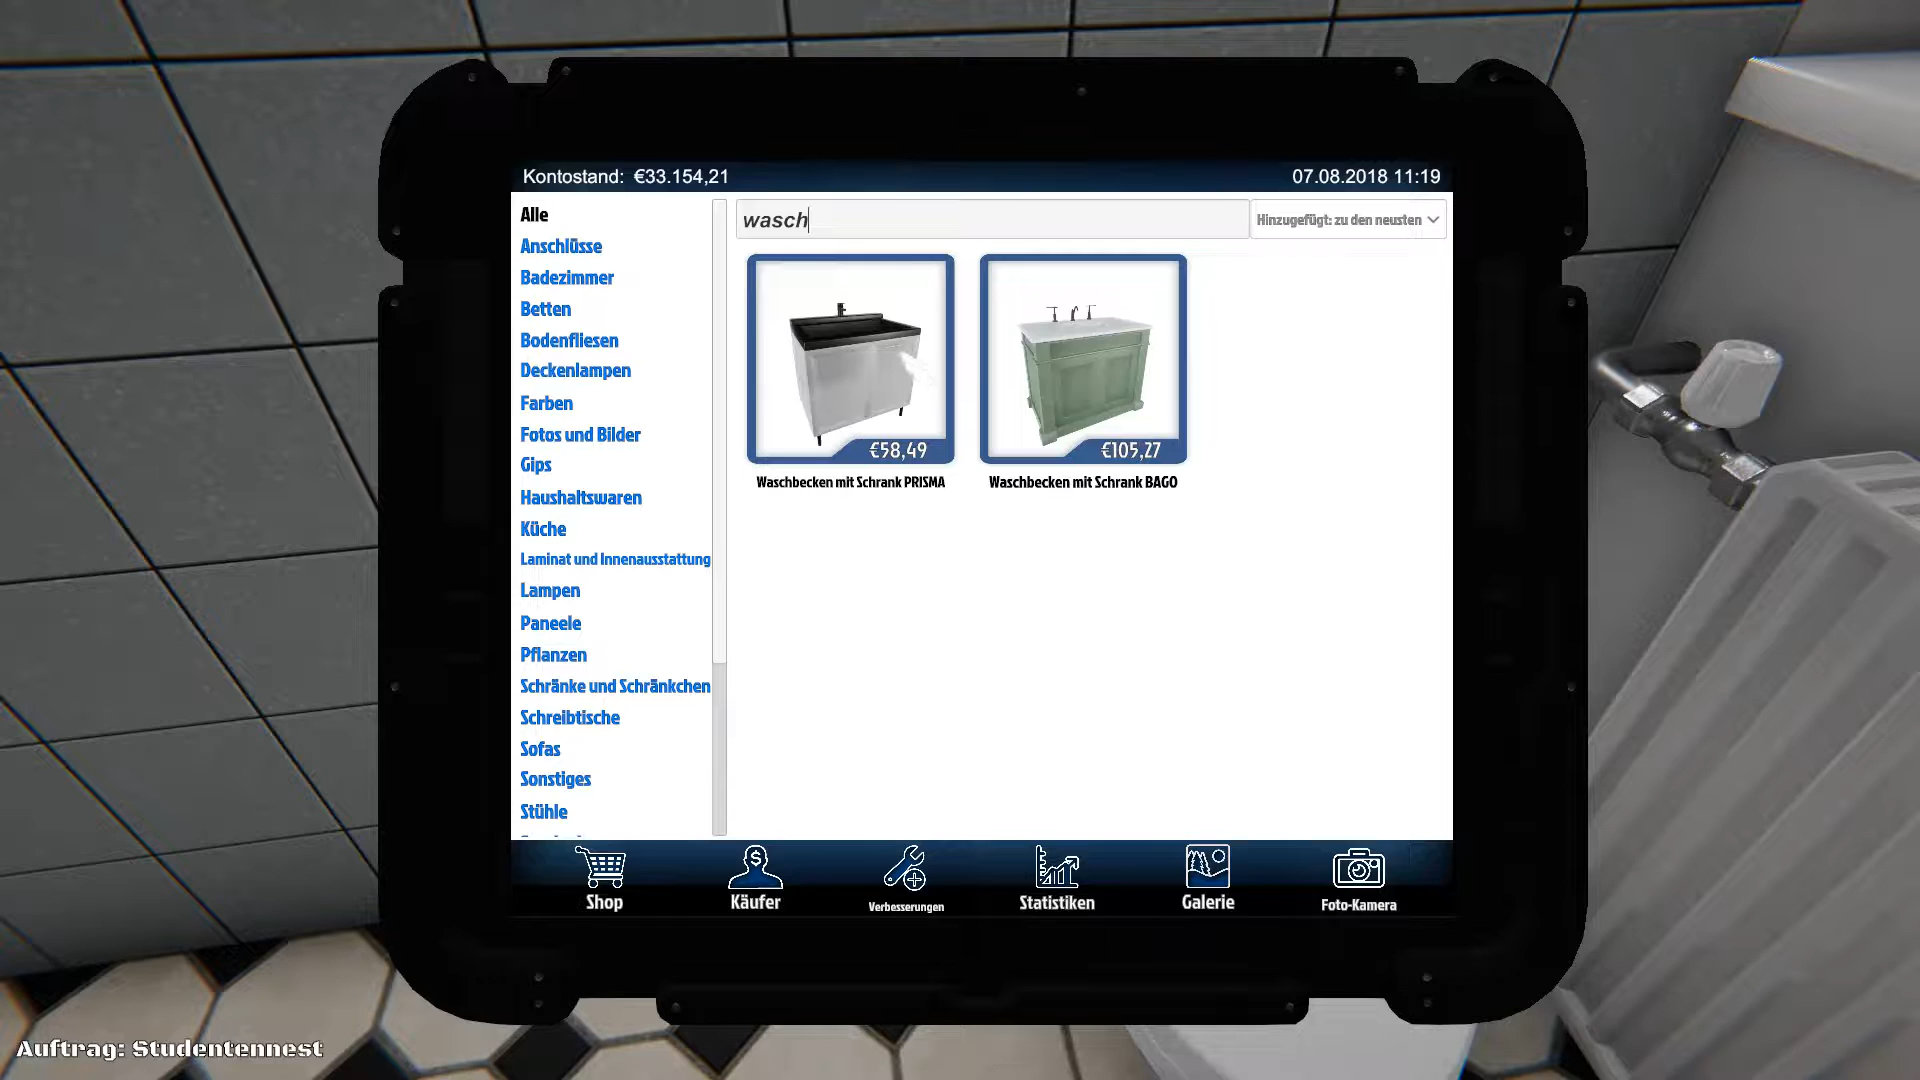 Kontostand: €33.154,21
07.08.2018 11:19
Alle
Anschlüsse
Badezimmer
Betten
Bodenfliesen
Deckenlampen
Farben
Fotos und Bilder
Gips
Haushaltswaren
Küche
Laminat und Innenausstattung
Lampen
Paneele
Pflanzen
Schränke und Schränkchen
Schreibtische
Sofas
Sonstiges
Stühle
wasch
Hinzugefügt: zu den neusten
€58,49
Waschbecken mit Schrank PRISMA
€105,27
Waschbecken mit Schrank BAGO
Shop
Käufer
Verbesserungen
Statistiken
Galerie
Foto-Kamera
Auftrag: Studentennest